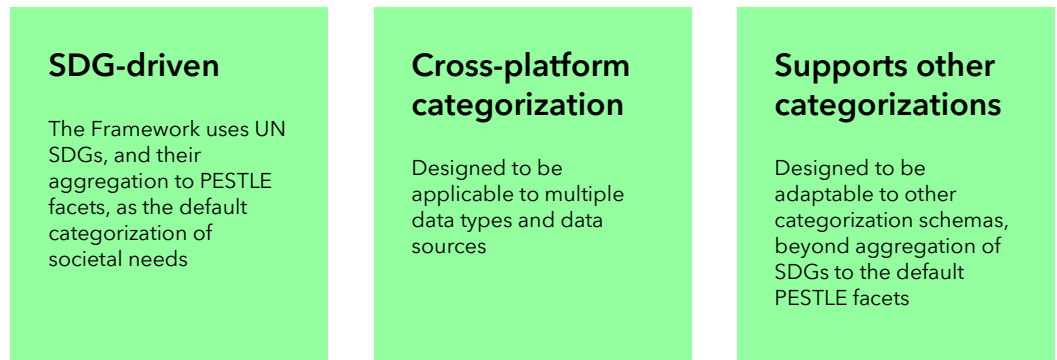 SDG-driven
The Framework uses UN
SDGs, and their
aggregation to PESTLE
facets, as the default
categorization of
societal needs
Cross-platform
categorization
Designed to be
applicable to multiple
data types and data
sources
Supports other
categorizations
Designed to be
adaptable to other
categorization schemas,
beyond aggregation of
SDGs to the default
PESTLE facets